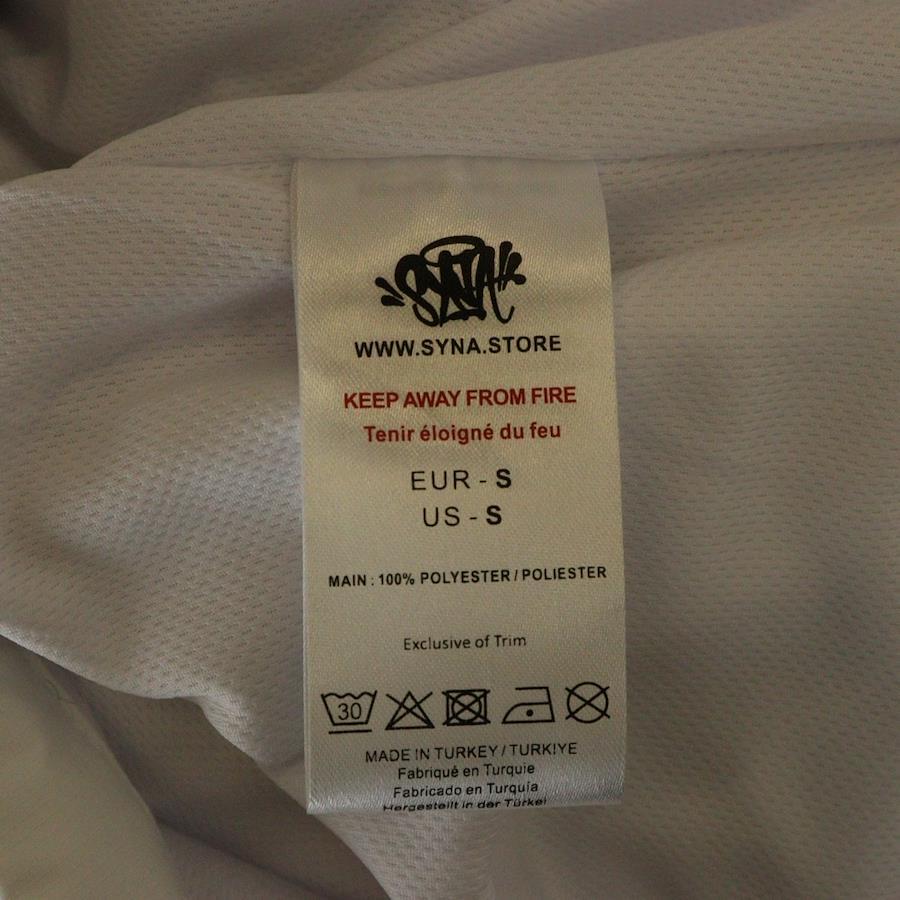 SYNA
WWW.SYNA.STORE
KEEP AWAY FROM FIRE
Tenir éloigné du feu
EUR - S
US - S
MAIN : 100% POLYESTER / POLIESTER
Exclusive of Trim
30
MADE IN TURKEY / TURKIYE
Fabriqué en Turquie
Fabricado en Turquía
Hergestellt in der Türkei